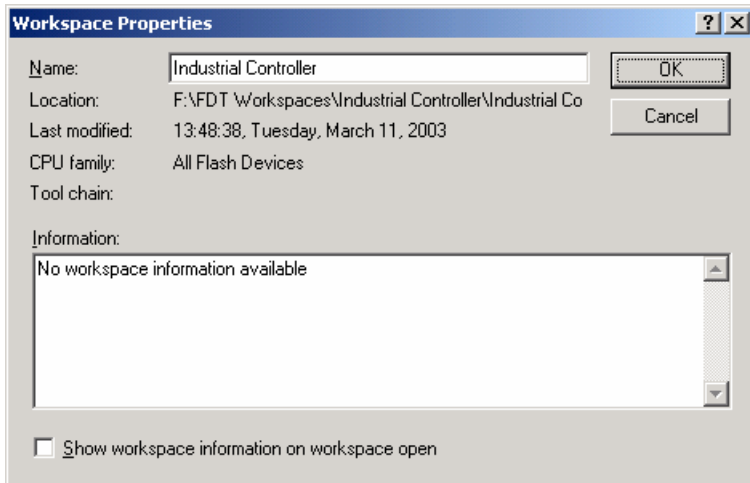 Workspace Properties
Name: Industrial Controller OK
Location: F:\FDT Workspaces\Industrial Controller\Industrial Co
Last modified: 13:48:38, Tuesday, March 11, 2003 Cancel
CPU family: All Flash Devices
Tool chain:
Information:
No workspace information available
Show workspace information on workspace open